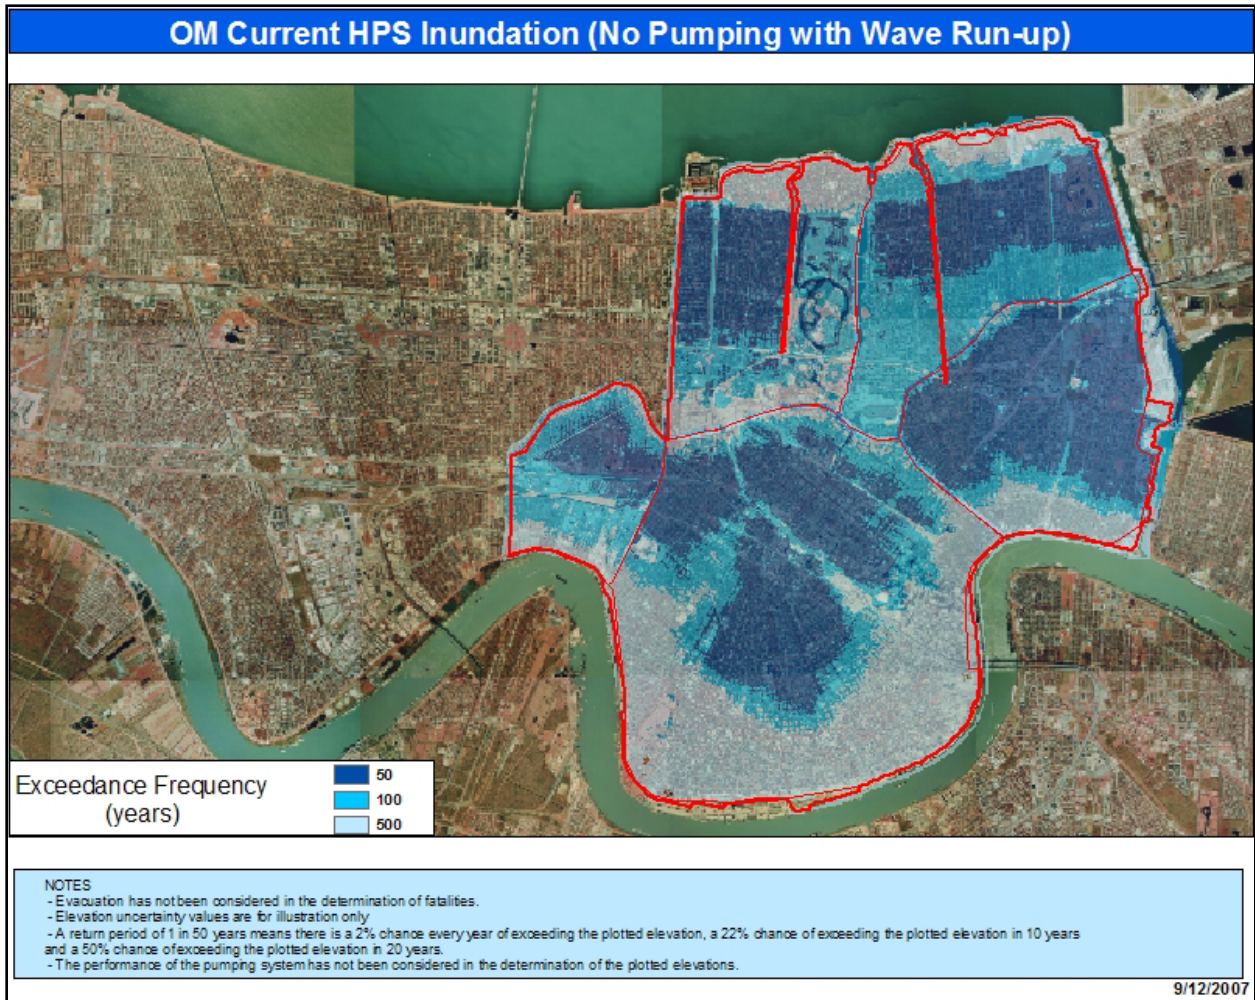 OM Current HPS Inundation (No Pumping with Wave Run-up)
Exceedance Frequency
(years)
50
100
500
NOTES
- Evacuation has not been considered in the determination of fatalities.
- Elevation uncertainty values are for illustration only
- A return period of 1 in 50 years means there is a 2% chance every year of exceeding the plotted elevation, a 22% chance of exceeding the plotted elevation in 10 years
and a 50% chance of exceeding the plotted elevation in 20 years.
- The performance of the pumping system has not been considered in the determination of the plotted elevations.
9/12/2007